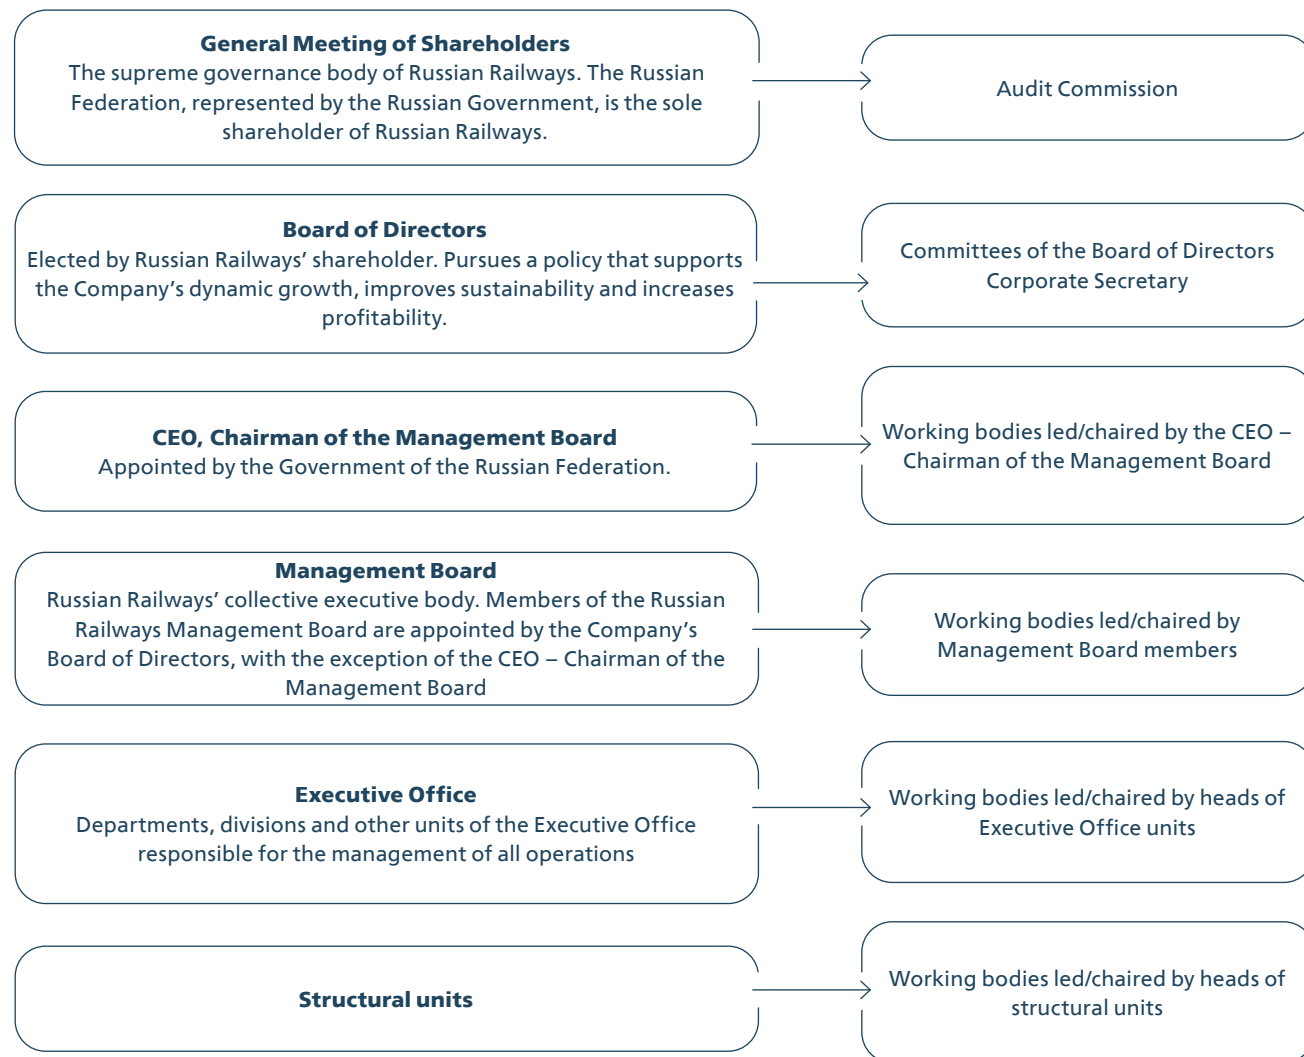 General Meeting of Shareholders
The supreme governance body of Russian Railways. The Russian
Federation, represented by the Russian Government, is the sole
shareholder of Russian Railways.
Audit Commission
Board of Directors
Elected by Russian Railways’ shareholder. Pursues a policy that supports
the Company’s dynamic growth, improves sustainability and increases
profitability.
Committees of the Board of Directors
Corporate Secretary
CEO, Chairman of the Management Board
Appointed by the Government of the Russian Federation.
Working bodies led/chaired by the CEO –
Chairman of the Management Board
Management Board
Russian Railways’ collective executive body. Members of the Russian
Railways Management Board are appointed by the Company’s
Board of Directors, with the exception of the CEO – Chairman of the
Management Board
Working bodies led/chaired by
Management Board members
Executive Office
Departments, divisions and other units of the Executive Office
responsible for the management of all operations
Working bodies led/chaired by heads of
Executive Office units
Structural units
Working bodies led/chaired by heads of
structural units